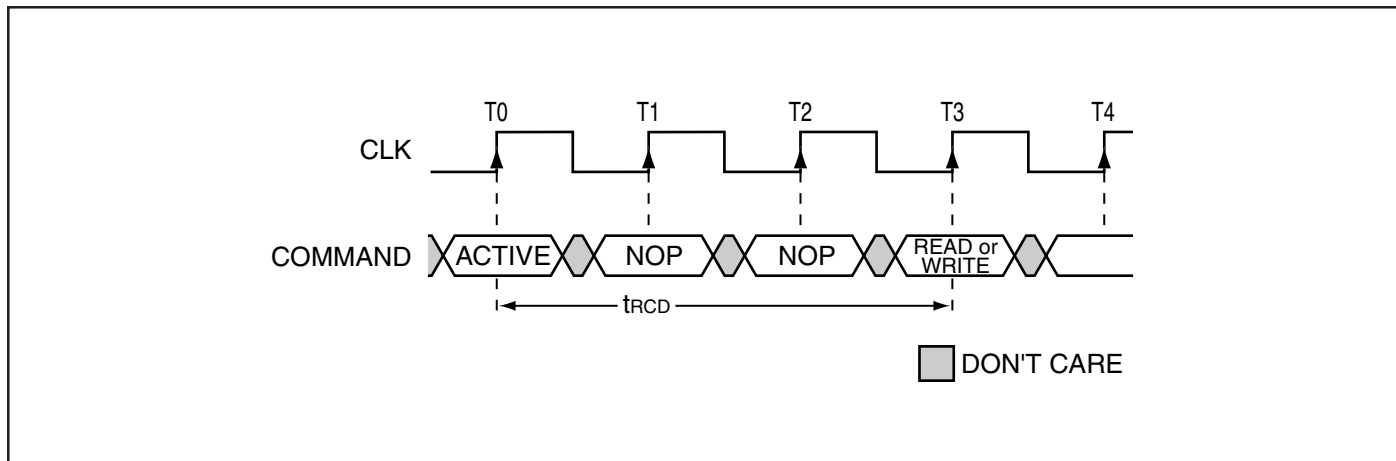 T0 T1 T2 T3 T4
CLK
COMMAND ACTIVE NOP NOP READ or
WRITE
tRCD
DON'T CARE